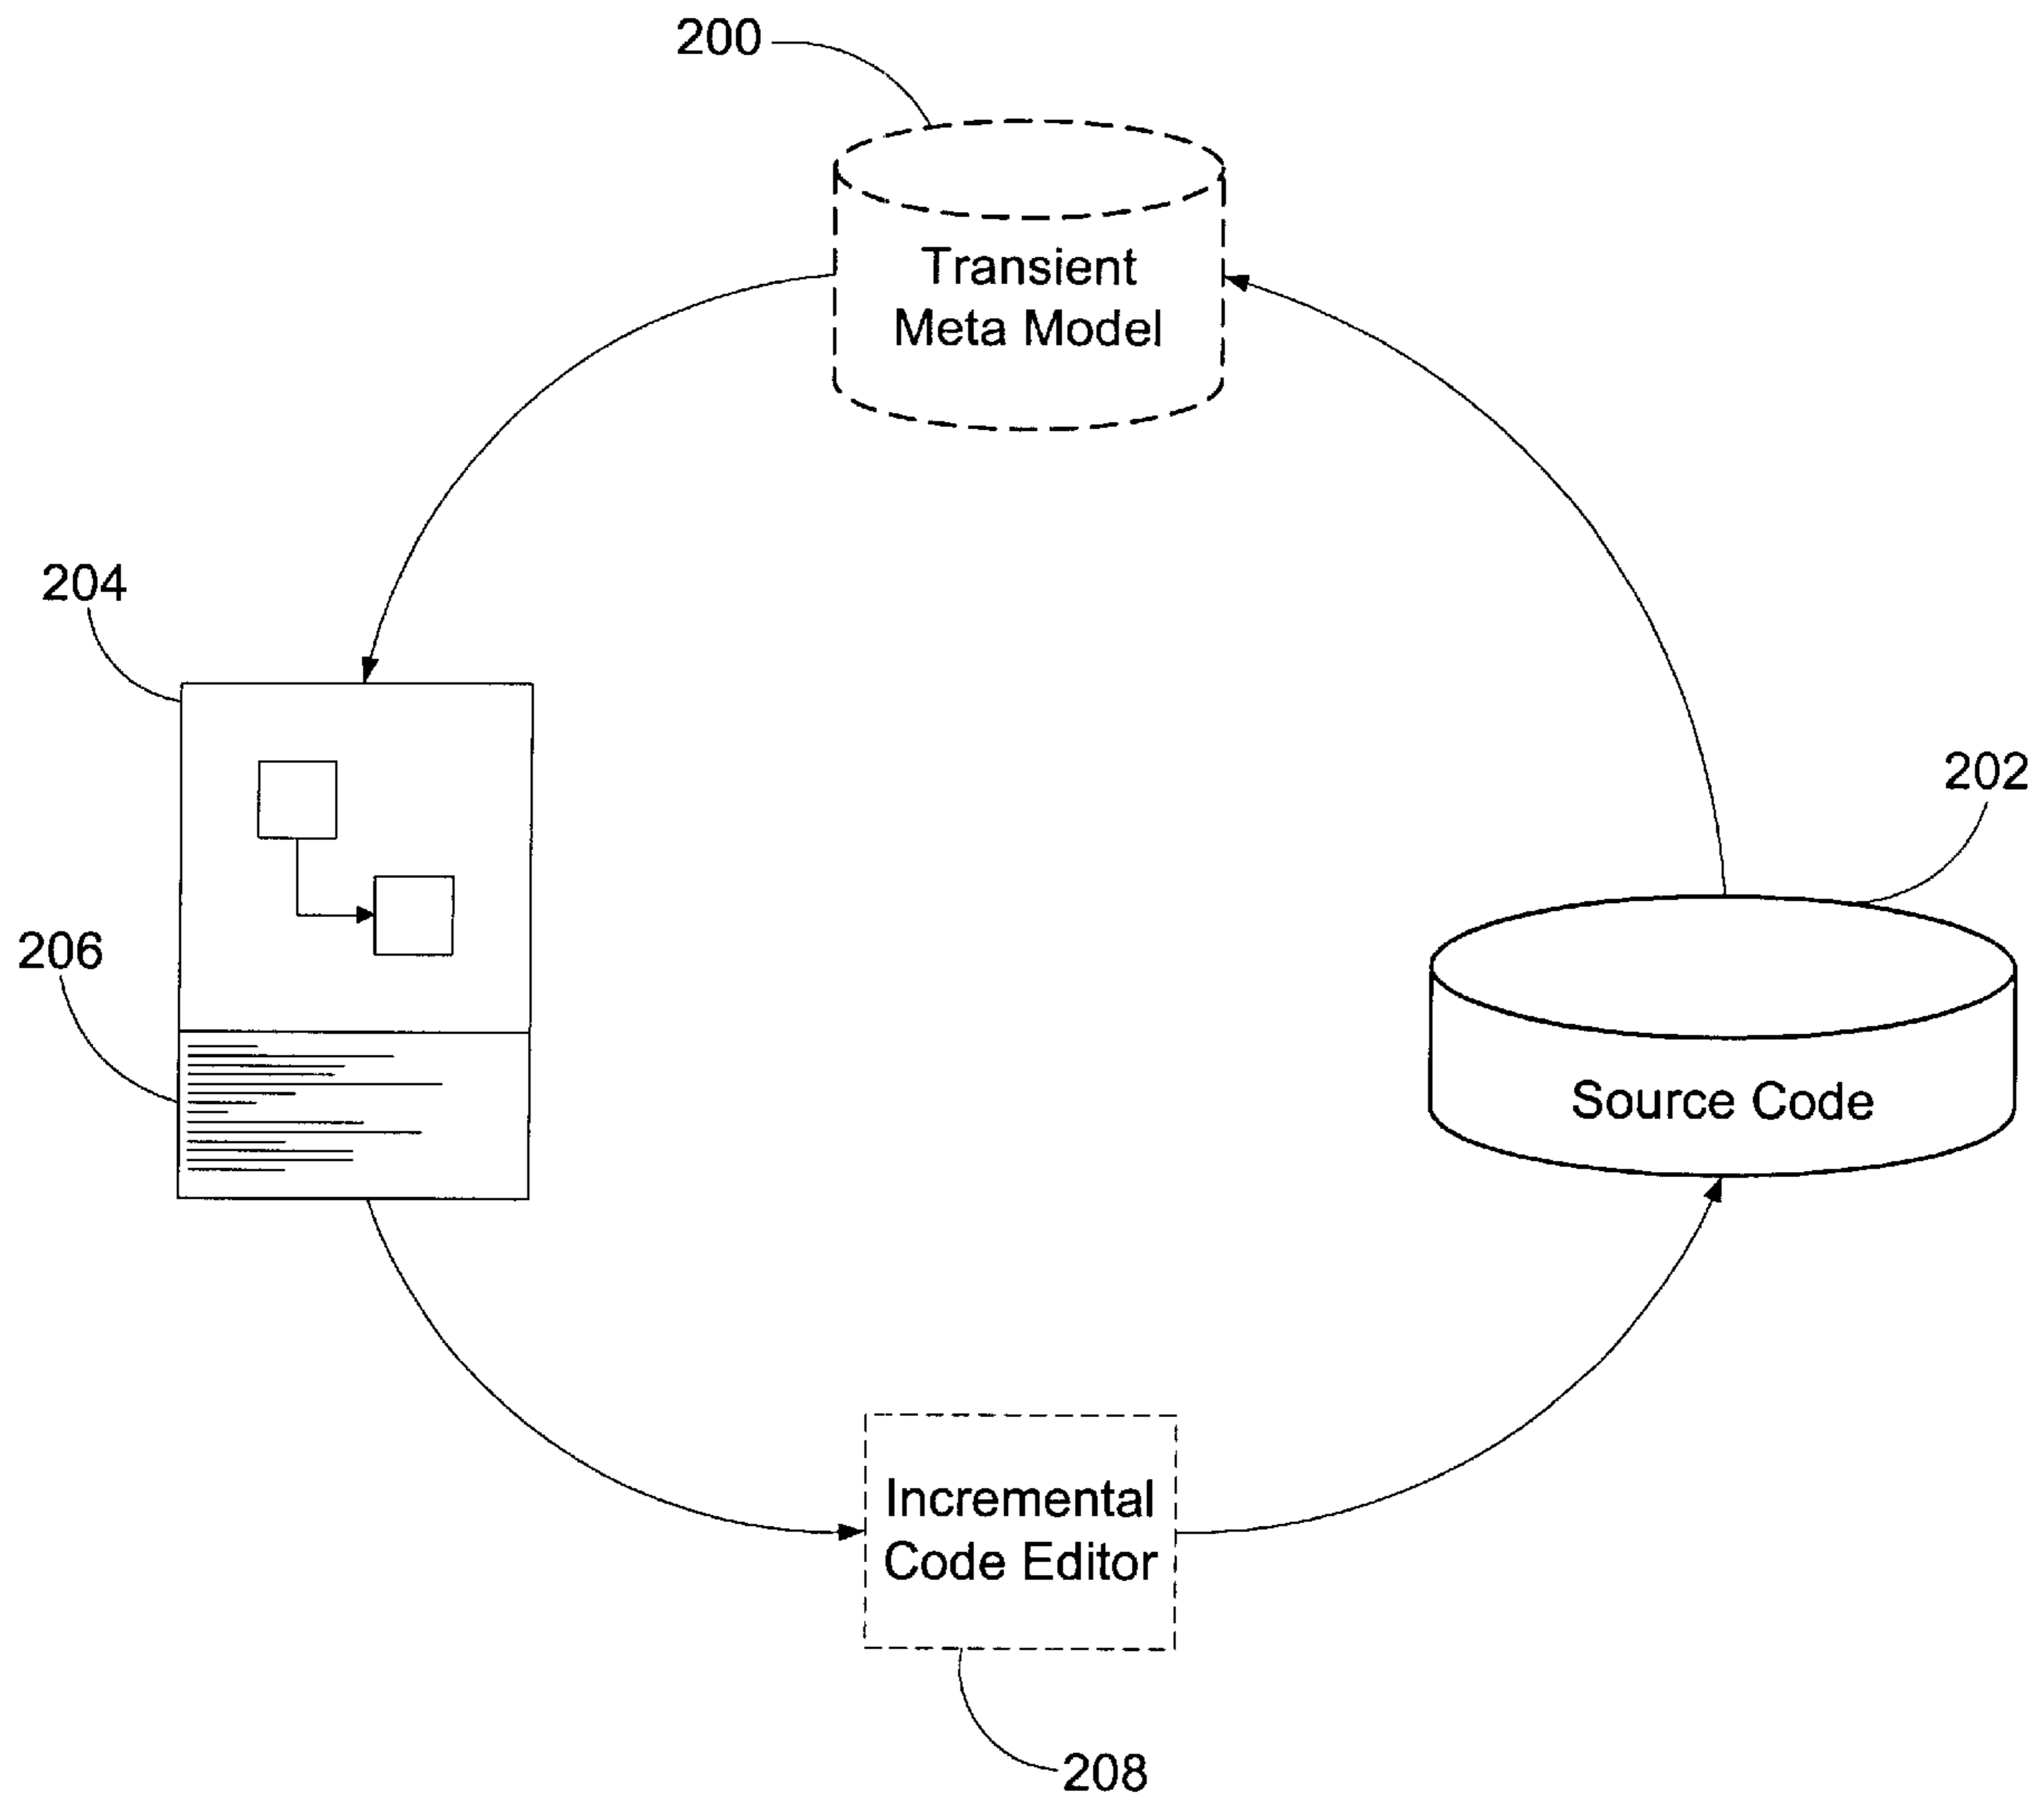 200
Transient
Meta Model
204
202
206
Source Code
Incremental
Code Editor
208